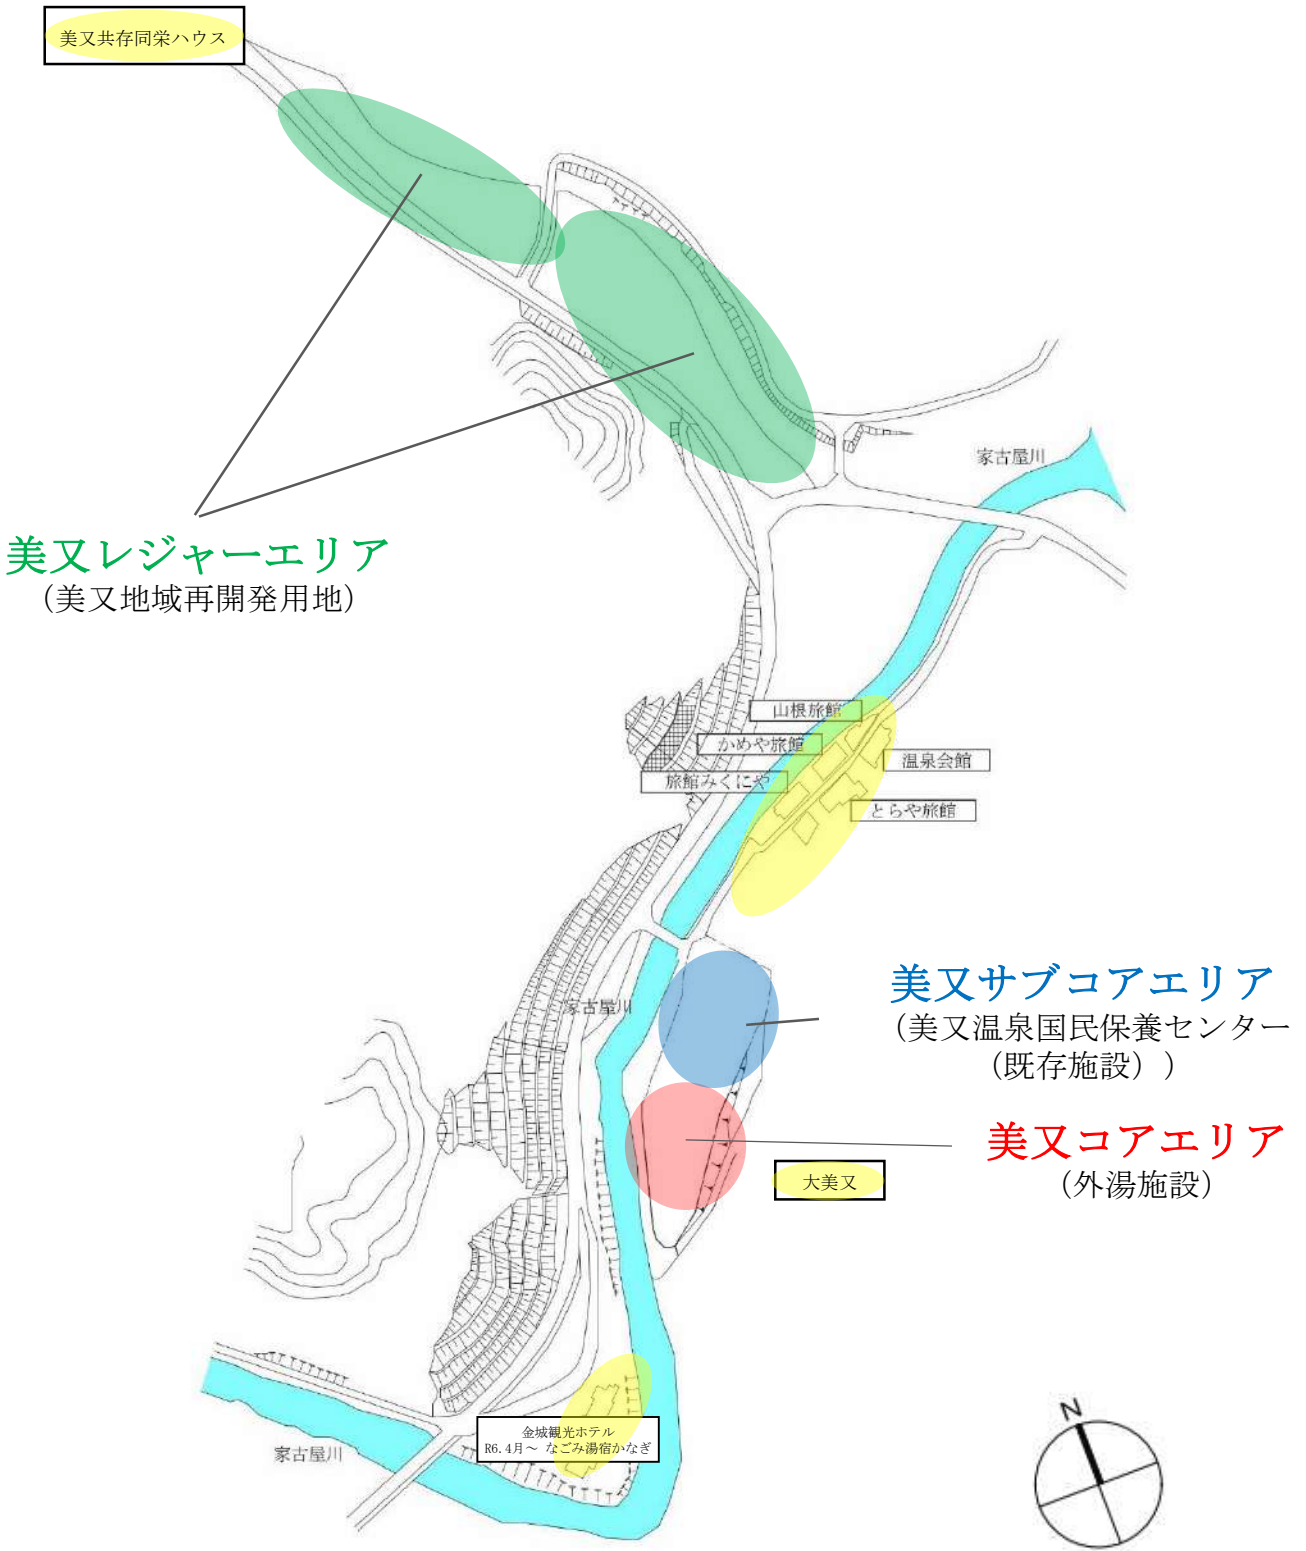 美又共存同栄ハウス
家古屋川
美又レジャーエリア
（美又地域再開発用地）
山根旅館
かめや旅館
温泉会館
旅館みくにや
とらや旅館
美又サブコアエリア
家古屋川
（美又温泉国民保養センター
（既存施設））
美又コアエリア
大美又
（外湯施設）
金城観光ホテル
R6.4月～ なごみ湯宿かなぎ
家古屋川
N